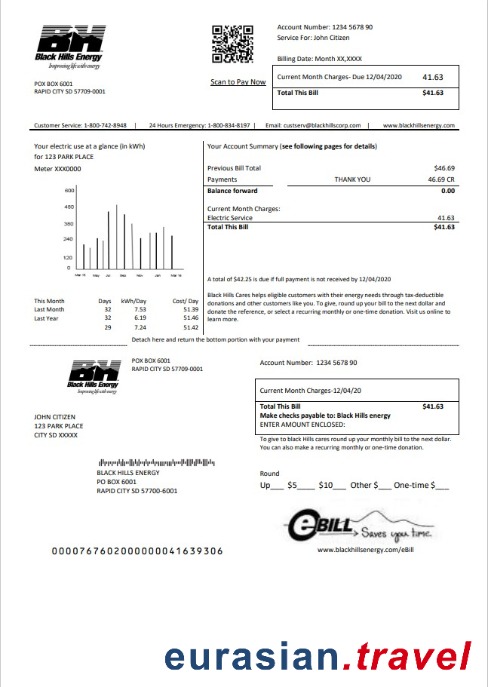 BH
Black Hills Energy
Improving life with energy
POX BOX 6001
RAPID CITY SD 57709-0001
Scan to Pay Now
Account Number: 1234 5678 90
Service For: John Citizen
Billing Date: Month XX,XXXX
Current Month Charges- Due 12/04/2020 41.63
Total This Bill $41.63
Customer Service: 1-800-742-8948 | 24 Hours Emergency: 1-800-834-8197 | Email: custserv@blackhillscorp.com | www.blackhillsenergy.com
Your electric use at a glance (in kWh)
for 123 PARK PLACE
Meter XXX0000
600
480
360
240
120
0
This Month Days kWh/Day Cost/ Day
Last Month 32 7.53 51.39
Last Year 32 6.19 51.46
29 7.24 51.42
Your Account Summary (see following pages for details)
Previous Bill Total $46.69
Payments THANK YOU 46.69 CR
Balance forward 0.00
Current Month Charges:
Electric Service 41.63
Total This Bill $41.63
A total of $42.25 is due if full payment is not received by 12/04/2020
Black Hills Cares helps eligible customers with their energy needs through tax-deductible
donations and other customers like you. To give, round up your bill to the next dollar and
donate the reference, or select a recurring monthly or one-time donation. Visit us online to
learn more.
Detach here and return the bottom portion with your payment
BH
Black Hills Energy
Improving life with energy
POX BOX 6001
RAPID CITY SD 57709-0001
Account Number: 1234 5678 90
Current Month Charges-12/04/20
Total This Bill $41.63
Make checks payable to: Black Hills energy
ENTER AMOUNT ENCLOSED:
To give to black Hills cares round up your monthly bill to the next dollar.
You can also make a recurring monthly or one-time donation.
JOHN CITIZEN
123 PARK PLACE
CITY SD XXXXX
BLACK HILLS ENERGY
PO BOX 6001
RAPID CITY SD 57700-6001
Round
Up___ $5____ $10___ Other $___ One-time $___
eBILL Saves you time.
www.blackhillsenergy.com/eBill
0000767602000000041639306
eurasian.travel